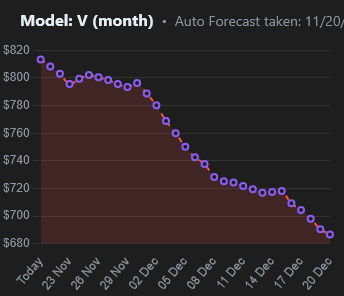 Model: V (month) • Auto Forecast taken: 11/20/
$820
$800
$780
$760
$740
$720
$700
$680
Today
23 Nov
26 Nov
29 Nov
02 Dec
05 Dec
08 Dec
11 Dec
14 Dec
17 Dec
20 Dec